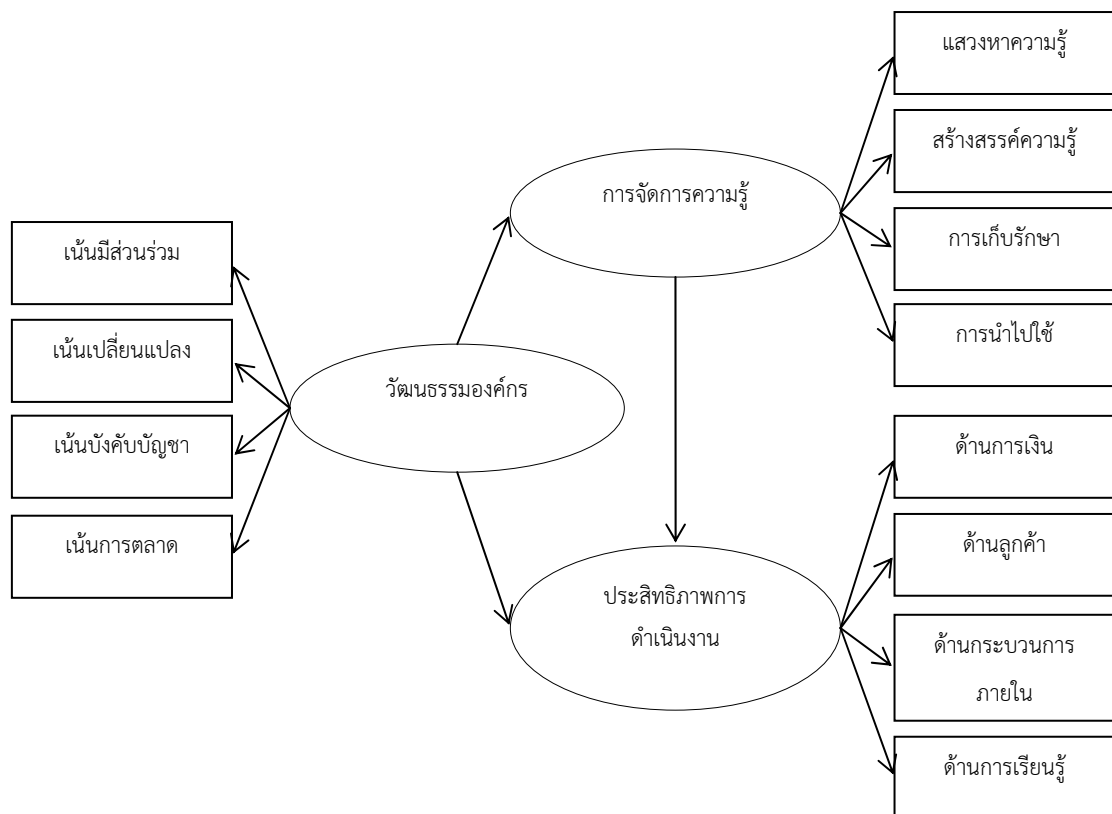 แสวงหาความรู้
สร้างสรรค์ความรู้
การจัดการความรู้
การเก็บรักษา
เน้นมีส่วนร่วม
การนำไปใช้
เน้นเปลี่ยนแปลง
วัฒนธรรมองค์กร
เน้นบังคับบัญชา
ด้านการเงิน
เน้นการตลาด
ด้านลูกค้า
ประสิทธิภาพการ
ดำเนินงาน
ด้านกระบวนการ
ภายใน
ด้านการเรียนรู้